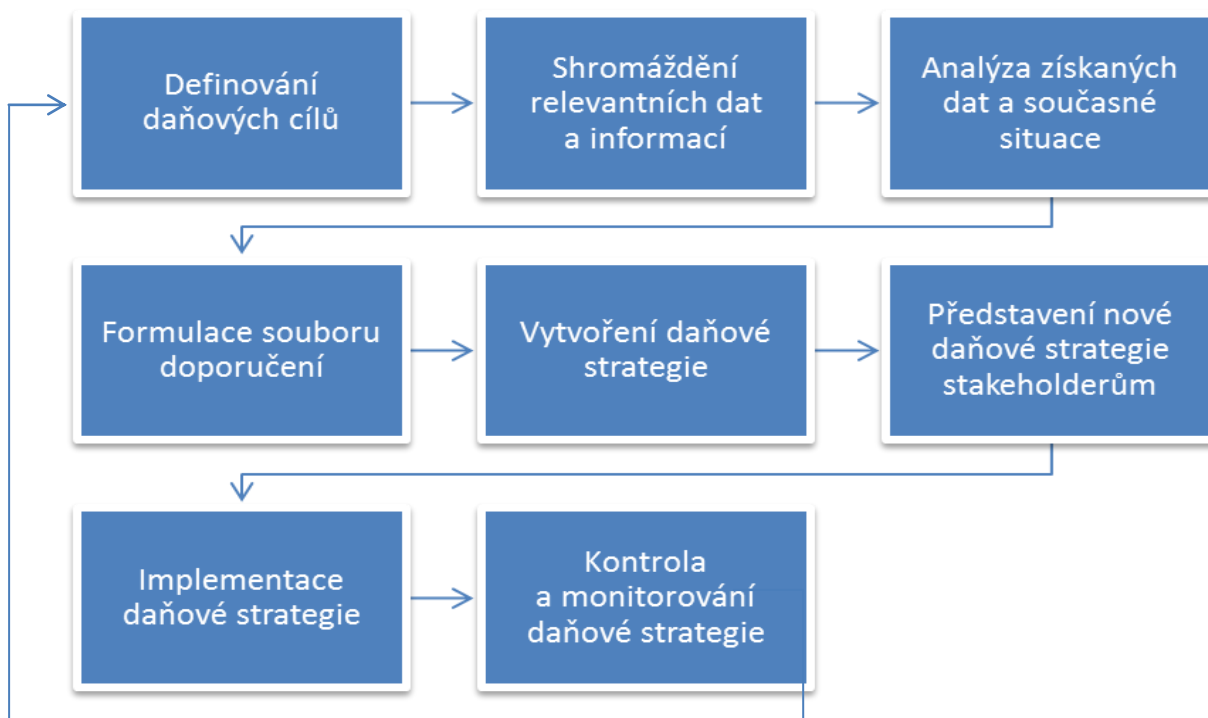 Definování
daňových cílů
Shromáždění
relevantních dat
a informací
Analýza získaných
dat a současné
situace
Formulace souboru
doporučení
Vytvoření daňové
strategie
Představení nové
daňové strategie
stakeholderům
Implementace
daňové strategie
Kontrola
a monitorování
daňové strategie